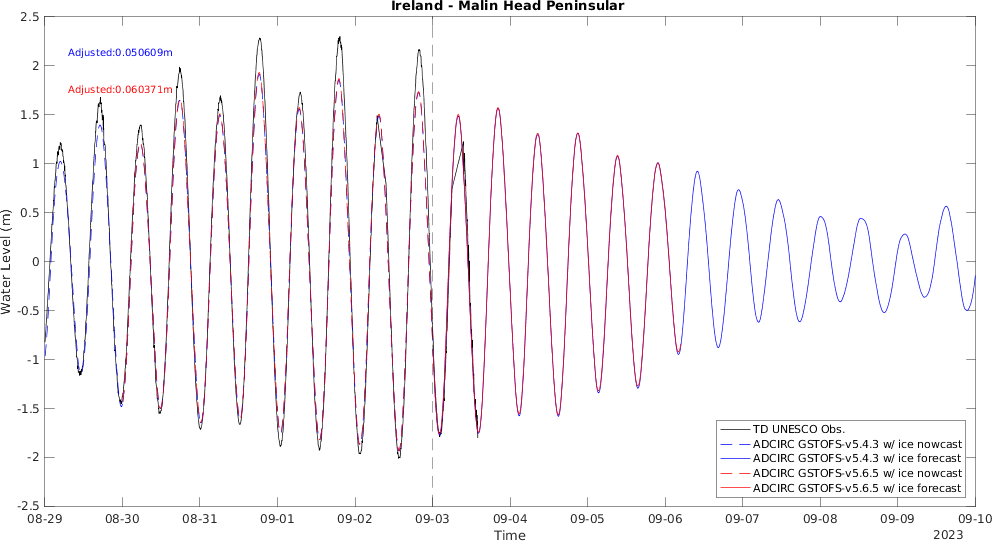 Ireland - Malin Head Peninsular
Adjusted:0.050609m
Adjusted:0.060371m
Water Level (m)
2.5
2
1.5
1
0.5
0
-0.5
-1
-1.5
-2
-2.5
TD UNESCO Obs.
ADCIRC GSTOFS-v5.4.3 w/ ice nowcast
ADCIRC GSTOFS-v5.4.3 w/ ice forecast
ADCIRC GSTOFS-v5.6.5 w/ ice nowcast
ADCIRC GSTOFS-v5.6.5 w/ ice forecast
08-29 08-30 08-31 09-01 09-02 09-03 09-04 09-05 09-06 09-07 09-08 09-09 09-10
Time
2023